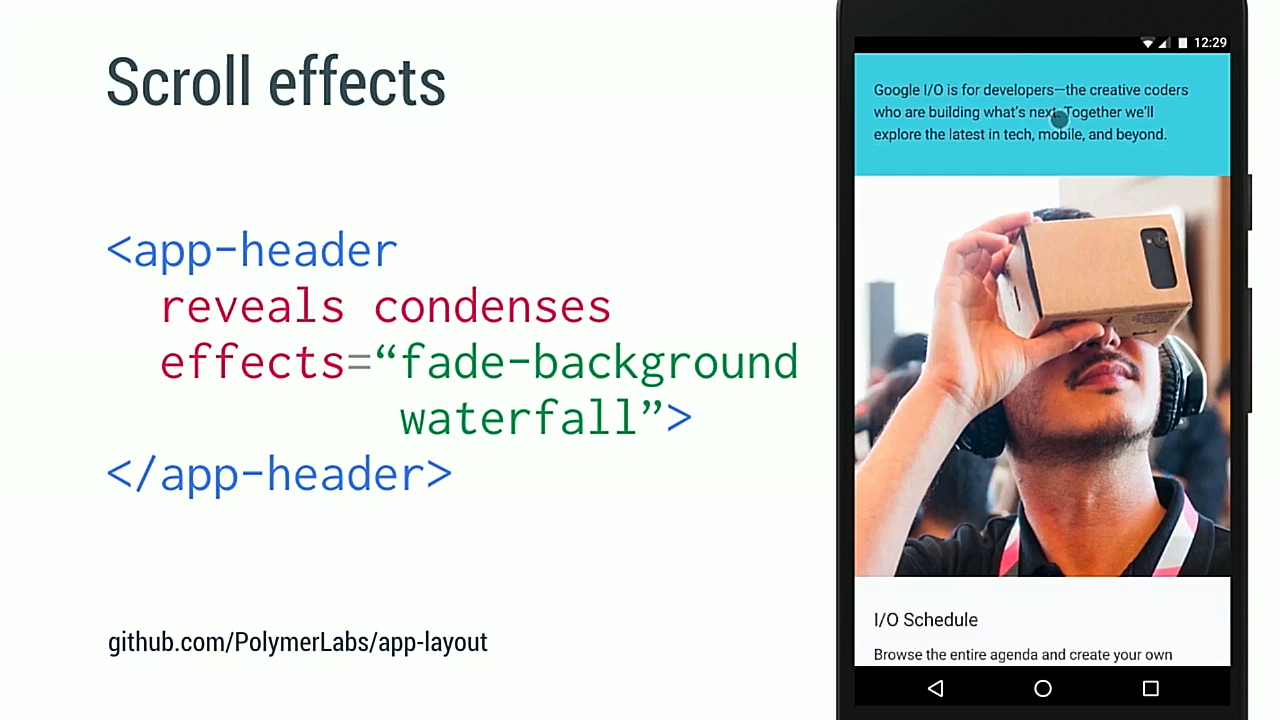 Scroll effects
<app-header
reveals condenses
effects=“fade-background
waterfall”>
</app-header>
github.com/PolymerLabs/app-layout
12:29
Google I/O is for developers—the creative coders
who are building what's next. Together we'll
explore the latest in tech, mobile, and beyond.
I/O Schedule
Browse the entire agenda and create your own